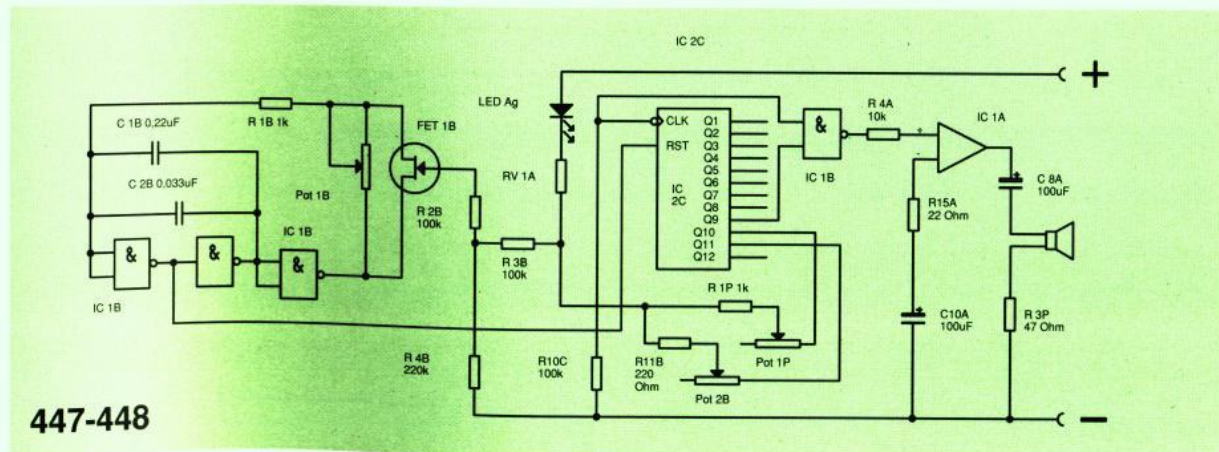 IC 2C
+
R 4A
10k
IC 1A
LED Ag
R 1B 1k
C 1B 0,22uF
FET 1B
CLK
RST
Q1
Q2
Q3
Q4
Q5
Q6
Q7
Q8
Q9
Q10
Q11
Q12
IC
2C
&
IC 1B
+
+
C 8A
100uF
RV 1A
C 2B 0,033uF
Pot 1B
R 2B
100k
R15A
22 Ohm
&
IC 1B
&
IC 1B
&
R 3B
100k
R 1P 1k
Pot 1P
+
C10A
100uF
R 3P
47 Ohm
R 4B
220k
R10C
100k
R11B
220
Ohm
Pot 2B
447-448
−